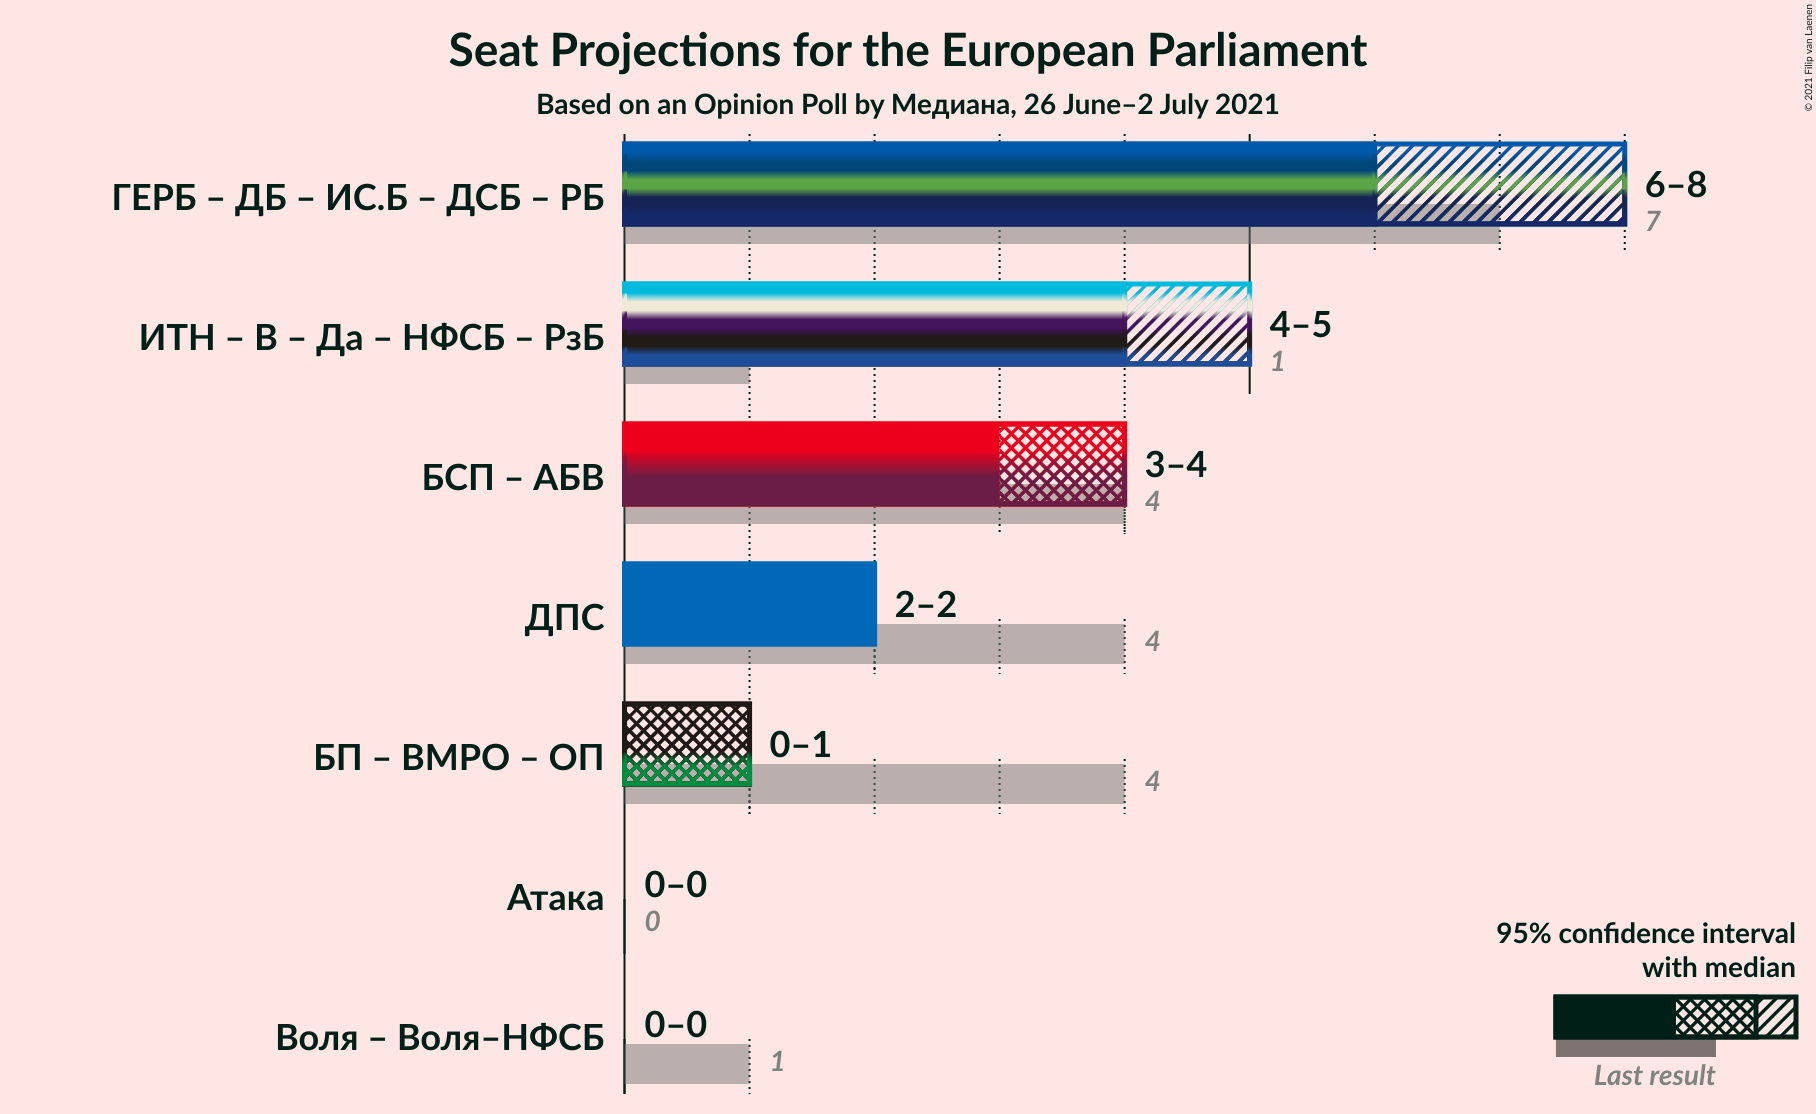 Seat Projections for the European Parliament
Based on an Opinion Poll by Медиана, 26 June–2 July 2021
© 2021 Filip van Laenen
ГЕРБ – ДБ – ИС.Б – ДСБ – РБ
6–8
7
ИТН – В – Да – НФСБ – РзБ
4–5
1
БСП – АБВ
3–4
4
ДПС
2–2
4
БП – ВМРО – ОП
0–1
4
Атака
0–0
0
Воля – Воля–НФСБ
0–0
1
95% confidence interval
with median
Last result